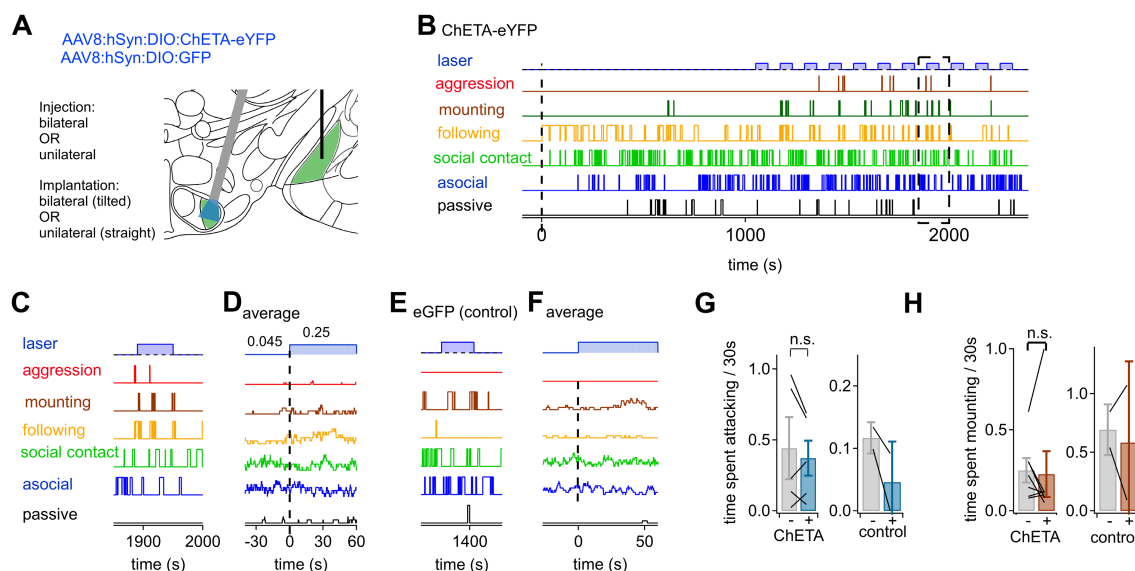 A
AAV8:hSyn:DIO:ChETA-eYFP
AAV8:hSyn:DIO:GFP
Injection:
bilateral
OR
unilateral
Implantation:
bilateral (tilted)
OR
unilateral (straight)
B ChETA-eYFP
laser
aggression
mounting
following
social contact
asocial
passive
0 1000 2000
time (s)
C
laser
aggression
mounting
following
social contact
asocial
passive
1900 2000
time (s)
D average
0.045 0.25
-30 0 30 60
time (s)
E eGFP (control)
1400
time (s)
F average
0 50
time (s)
G
n.s.
time spent attacking / 30s
1.0
0.5
0.0
- +
ChETA
0.2
0.1
0.0
- +
control
H
n.s.
time spent mounting / 30s
1.0
0.5
0.0
- +
ChETA
1.0
0.5
0.0
- +
contro